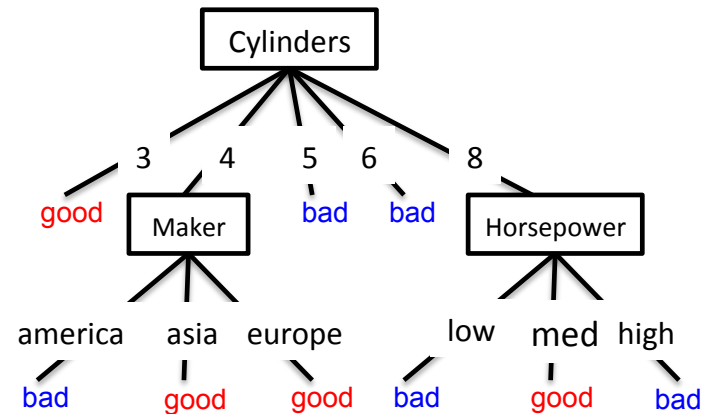 Cylinders
3 4 5 6 8
good Maker bad bad Horsepower
america asia europe low med high
bad good good bad good bad